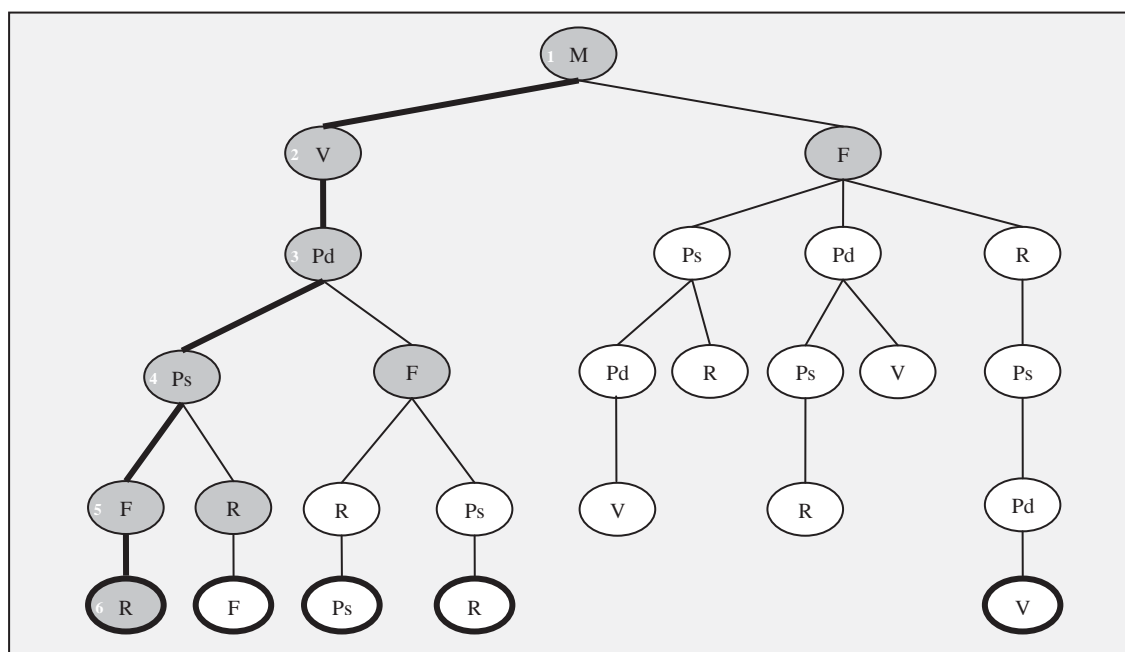 1 M
2 V F
3 Pd Ps Pd R
4 Ps F Pd R Ps V Ps
5 F R R Ps V R Pd
6 R F Ps R V